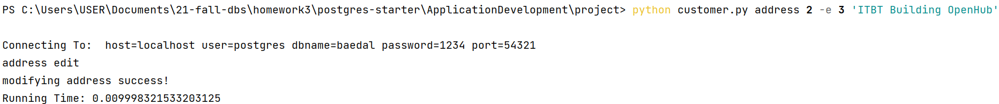 PS C:\Users\USER\Documents\21-fall-dbs\homework3\postgres-starter\ApplicationDevelopment\project> python customer.py address 2 -e 3 'ITBT Building OpenHub'
Connecting To:  host=localhost user=postgres dbname=baedal password=1234 port=54321
address edit
modifying address success!
Running Time: 0.009998321533203125